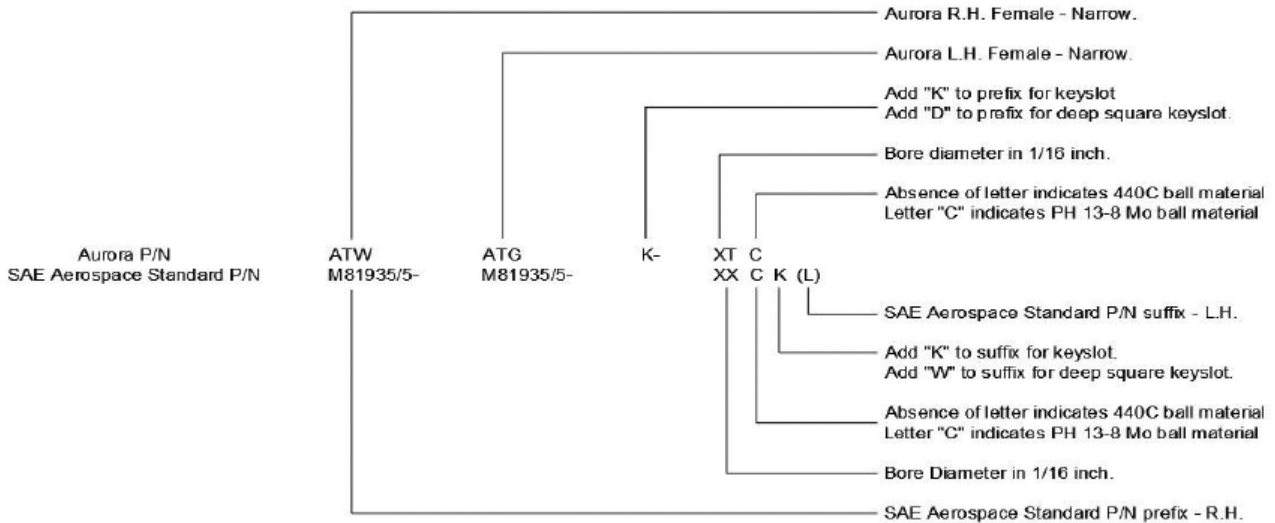 Aurora R.H. Female - Narrow.
Aurora L.H. Female - Narrow.
Add "K" to prefix for keyslot
Add "D" to prefix for deep square keyslot.
Bore diameter in 1/16 inch.
Absence of letter indicates 440C ball material
Letter "C" indicates PH 13-8 Mo ball material
Aurora P/N ATW ATG K- XT C
SAE Aerospace Standard P/N M81935/5- M81935/5- XX C K (L)
SAE Aerospace Standard P/N suffix - L.H.
Add "K" to suffix for keyslot.
Add "W" to suffix for deep square keyslot.
Absence of letter indicates 440C ball material
Letter "C" indicates PH 13-8 Mo ball material
Bore Diameter in 1/16 inch.
SAE Aerospace Standard P/N prefix - R.H.